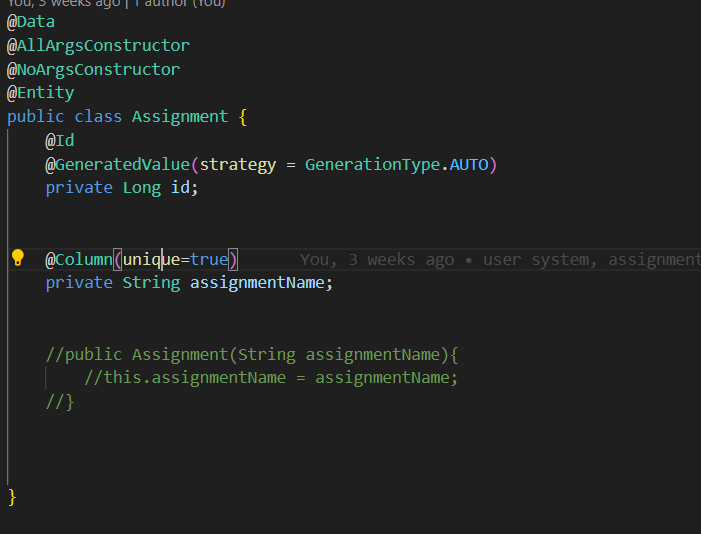 You, 3 weeks ago | 1 author (You)
@Data
@AllArgsConstructor
@NoArgsConstructor
@Entity
public class Assignment {
@Id
@GeneratedValue(strategy = GenerationType.AUTO)
private Long id;
@Column(unique=true) You, 3 weeks ago • user system, assignment
private String assignmentName;
//public Assignment(String assignmentName){
//this.assignmentName = assignmentName;
//}
}